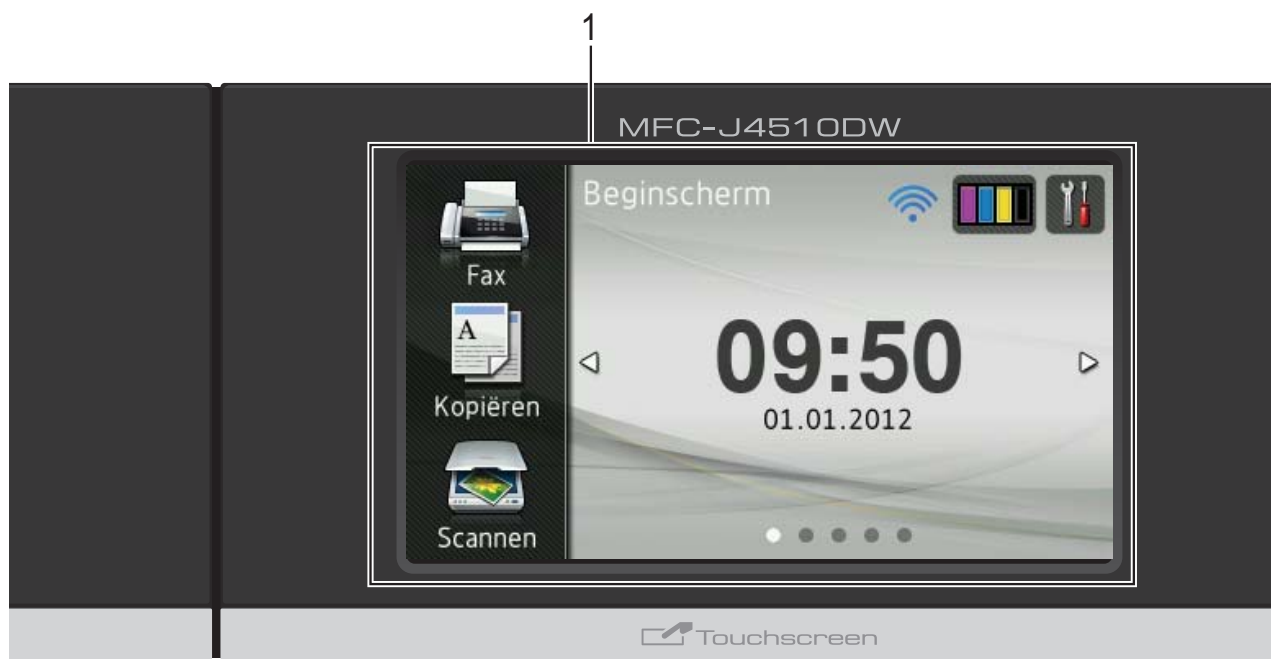 1
MFC-J4510DW
Beginscherm
Fax
A
Kopiëren
Scannen
09:50
01.01.2012
Touchscreen